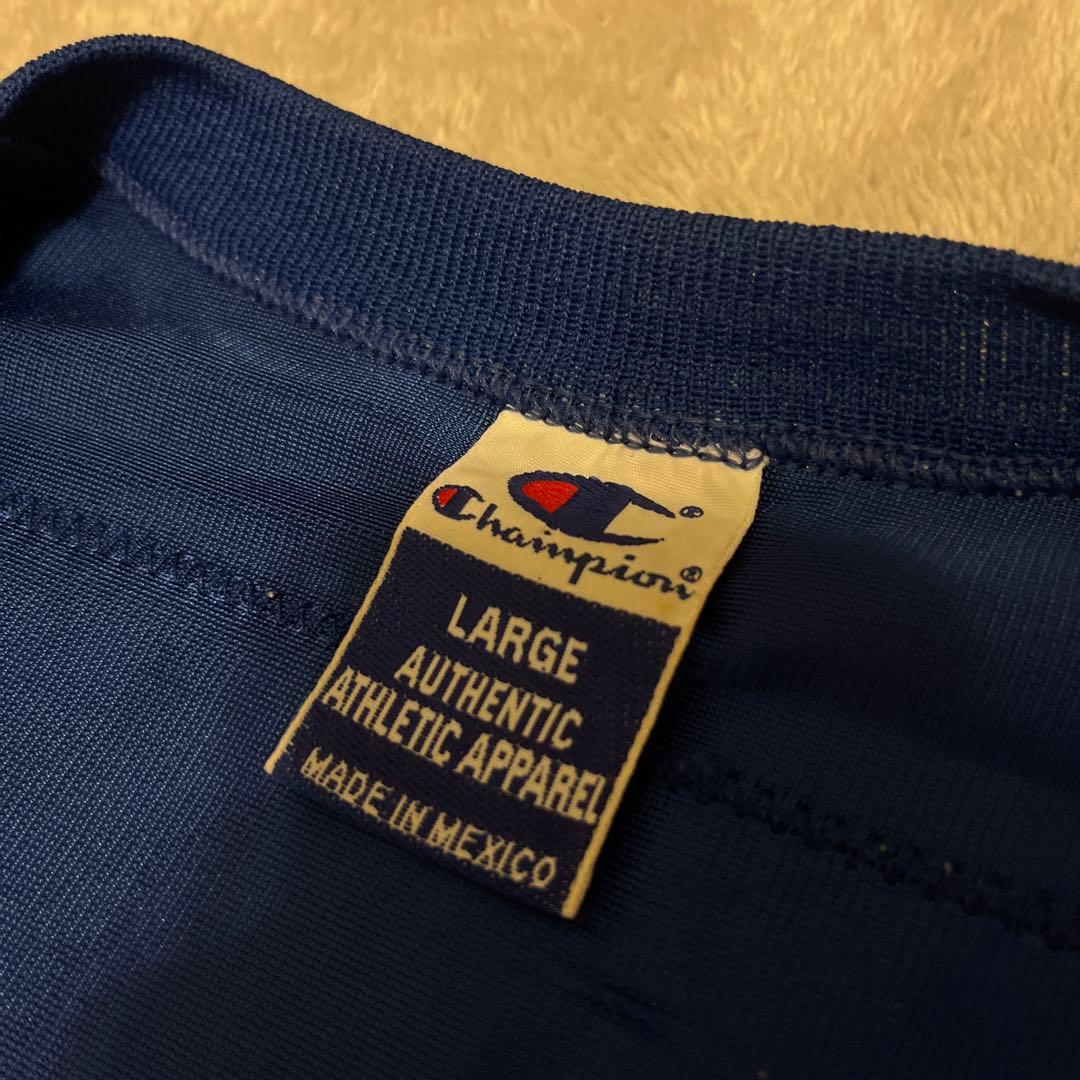 Champion®
LARGE
AUTHENTIC
ATHLETIC APPAREL
MADE IN MEXICO